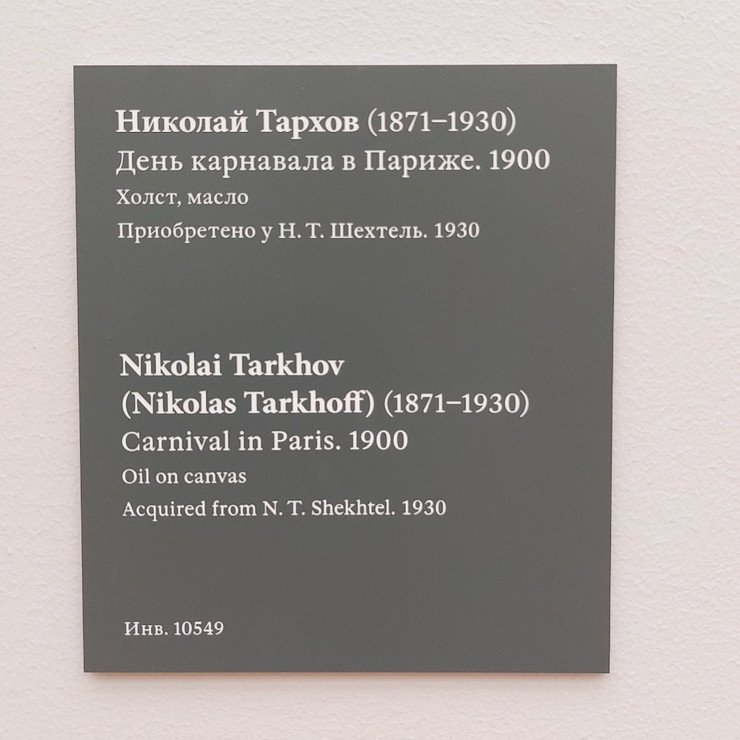 Николай Тархов (1871–1930)
День карнавала в Париже. 1900
Холст, масло
Приобретено у Н. Т. Шехтель. 1930
Nikolai Tarkhov
(Nikolas Tarkhoff) (1871–1930)
Carnival in Paris. 1900
Oil on canvas
Acquired from N. T. Shekhtel. 1930
Инв. 10549